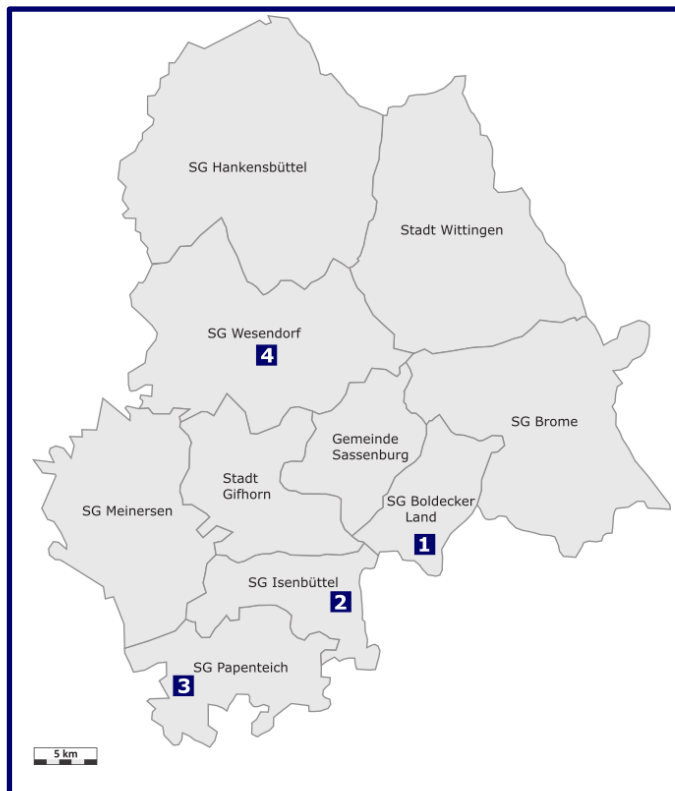 SG Hankensbüttel
Stadt Wittingen
SG Wesendorf
4
SG Brome
Gemeinde
Sassenburg
Stadt
Gifhorn
SG Meinersen
SG Boldecker
Land
1
SG Isenbüttel
2
SG Papenteich
3
5 km